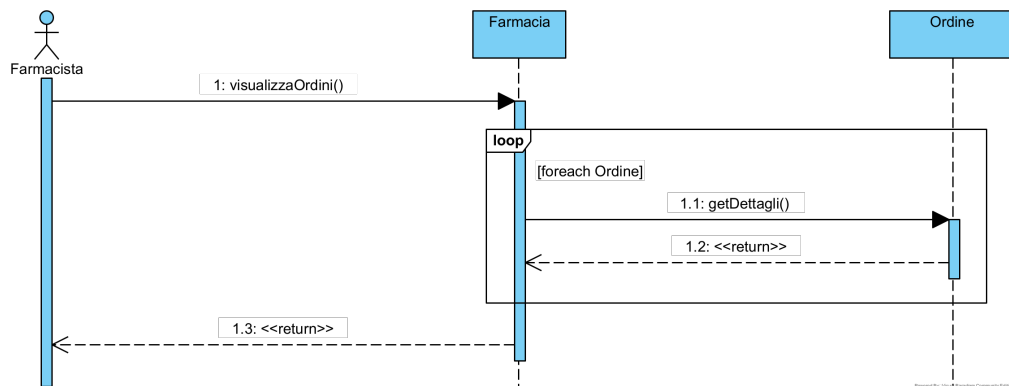 Farmacia
Ordine
Farmacista
1: visualizzaOrdini()
loop
[foreach Ordine]
1.1: getDettagli()
1.2: <<return>>
1.3: <<return>>